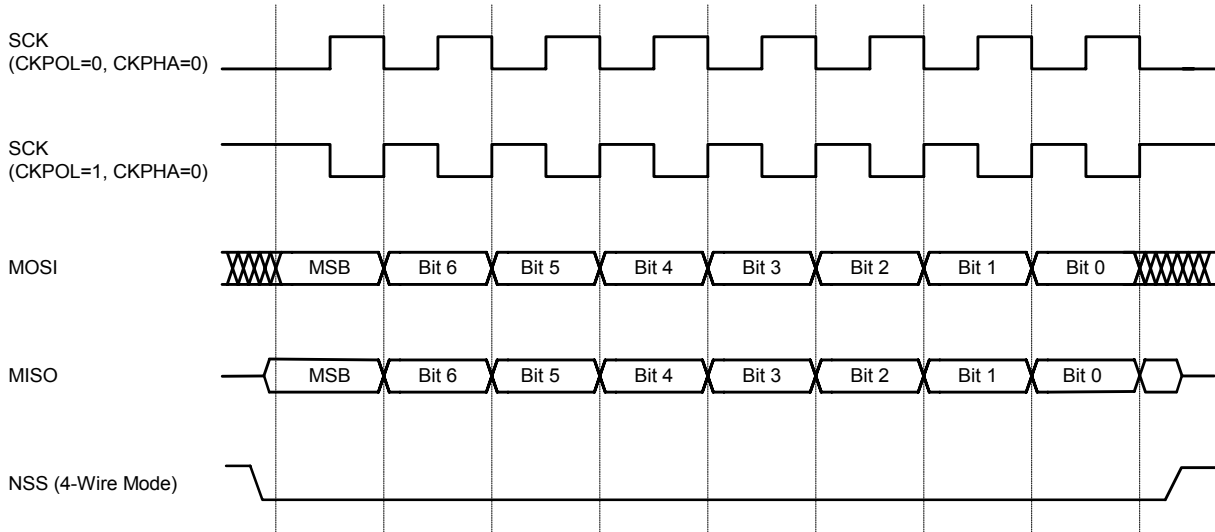 SCK
(CKPOL=0, CKPHA=0)
SCK
(CKPOL=1, CKPHA=0)
MOSI
MSB
Bit 6
Bit 5
Bit 4
Bit 3
Bit 2
Bit 1
Bit 0
MISO
MSB
Bit 6
Bit 5
Bit 4
Bit 3
Bit 2
Bit 1
Bit 0
NSS (4-Wire Mode)